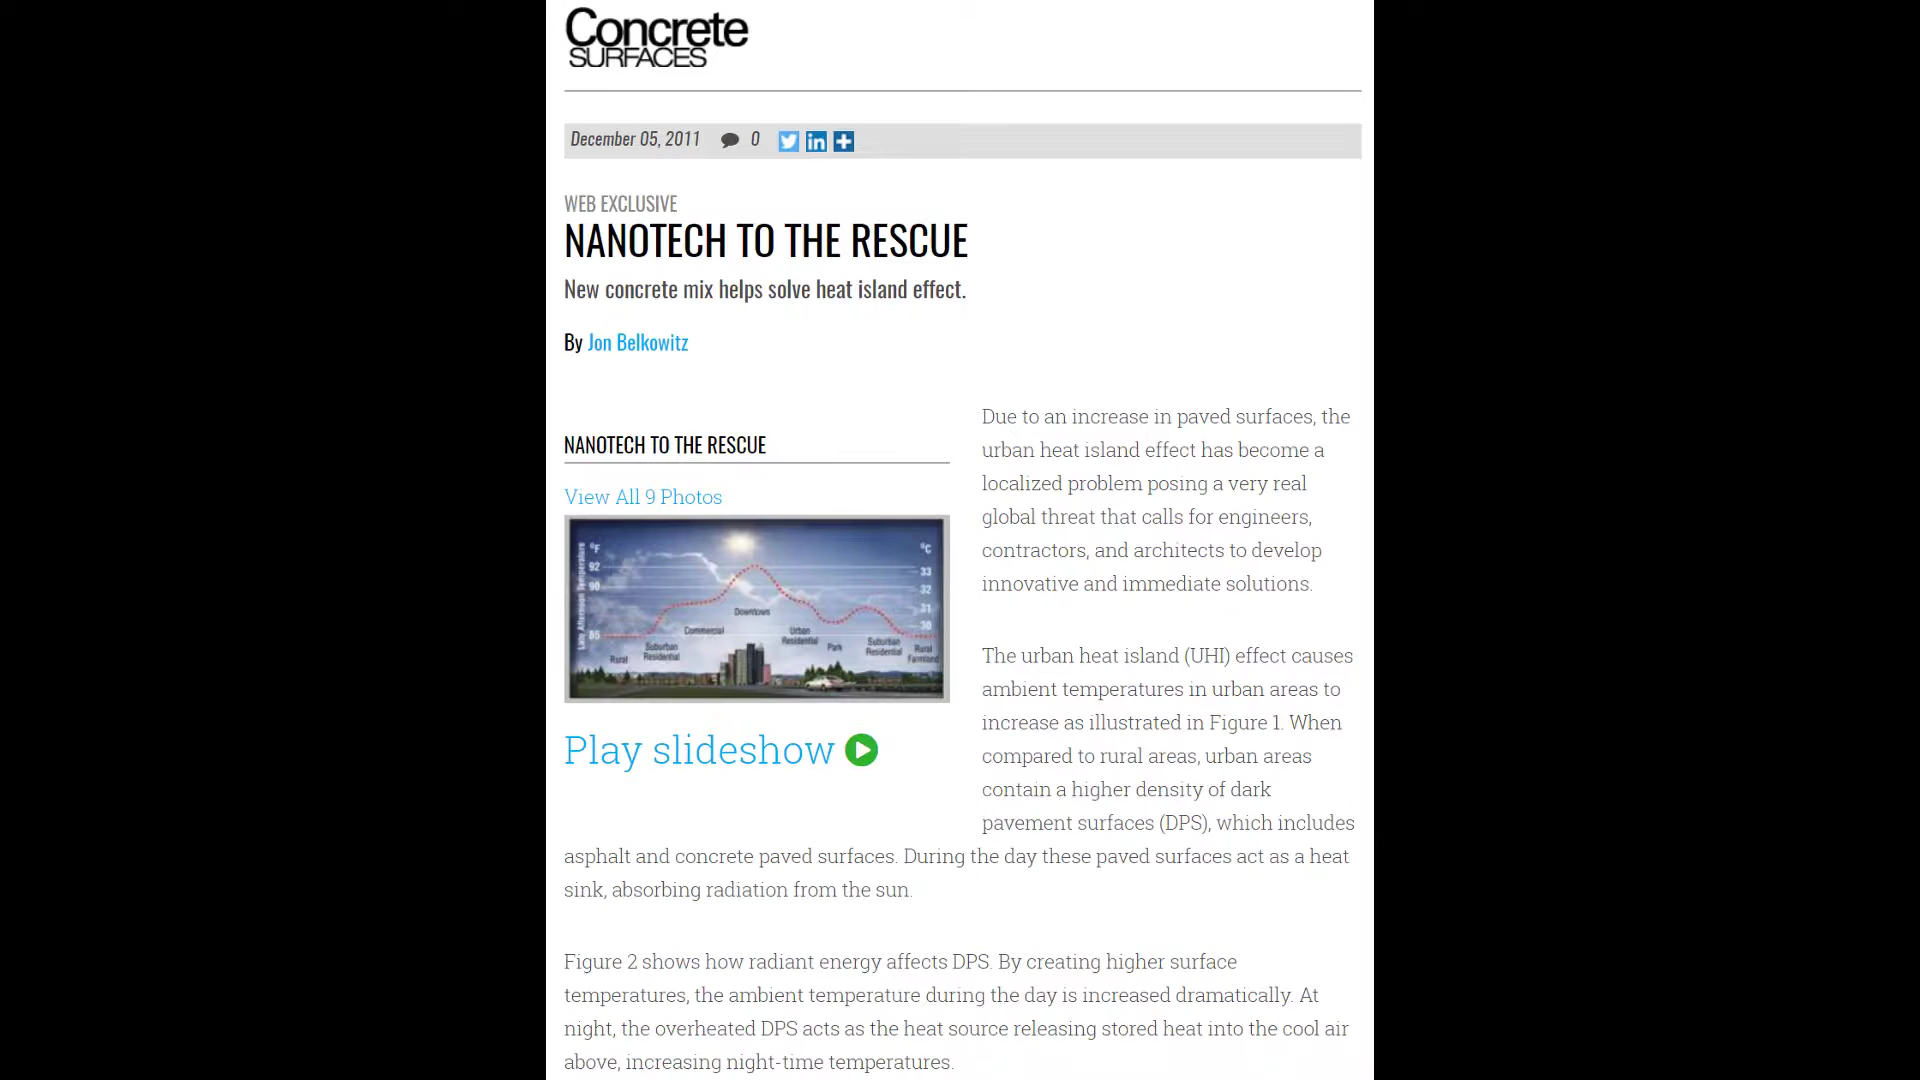 Concrete
SURFACES
December 05, 2011 0
WEB EXCLUSIVE
NANOTECH TO THE RESCUE
New concrete mix helps solve heat island effect.
By Jon Belkowitz
NANOTECH TO THE RESCUE
View All 9 Photos
°F
°C
92
33
90
32
31
30
85
Late Afternoon Temperature
Downtown
Commercial
Urban
Residential
Suburban
Residential
Park
Suburban
Residential
Rural
Rural
Farmland
Play slideshow
Due to an increase in paved surfaces, the
urban heat island effect has become a
localized problem posing a very real
global threat that calls for engineers,
contractors, and architects to develop
innovative and immediate solutions.
The urban heat island (UHI) effect causes
ambient temperatures in urban areas to
increase as illustrated in Figure 1. When
compared to rural areas, urban areas
contain a higher density of dark
pavement surfaces (DPS), which includes
asphalt and concrete paved surfaces. During the day these paved surfaces act as a heat
sink, absorbing radiation from the sun.
Figure 2 shows how radiant energy affects DPS. By creating higher surface
temperatures, the ambient temperature during the day is increased dramatically. At
night, the overheated DPS acts as the heat source releasing stored heat into the cool air
above, increasing night-time temperatures.